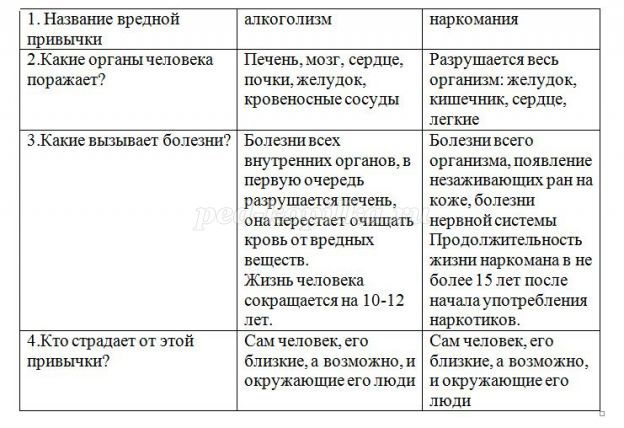 1. Название вредной привычки
алкоголизм
наркомания
2.Какие органы человека
поражает?
Печень, мозг, сердце,
почки, желудок,
кровеносные сосуды
Разрушается весь
организм: желудок,
кишечник, сердце,
легкие
3.Какие вызывает болезни?
Болезни всех
внутренних органов, в
первую очередь
разрушается печень,
она перестает очищать
кровь от вредных
веществ.
Жизнь человека
сокращается на 10-12
лет.
Болезни всего
организма, появление
незаживающих ран на
коже, болезни
нервной системы
Продолжительность
жизни наркомана в не
более 15 лет после
начала употребления
наркотиков.
4.Кто страдает от этой
привычки?
Сам человек, его
близкие, а возможно, и
окружающие его люди
Сам человек, его
близкие, а возможно,
и окружающие его
люди